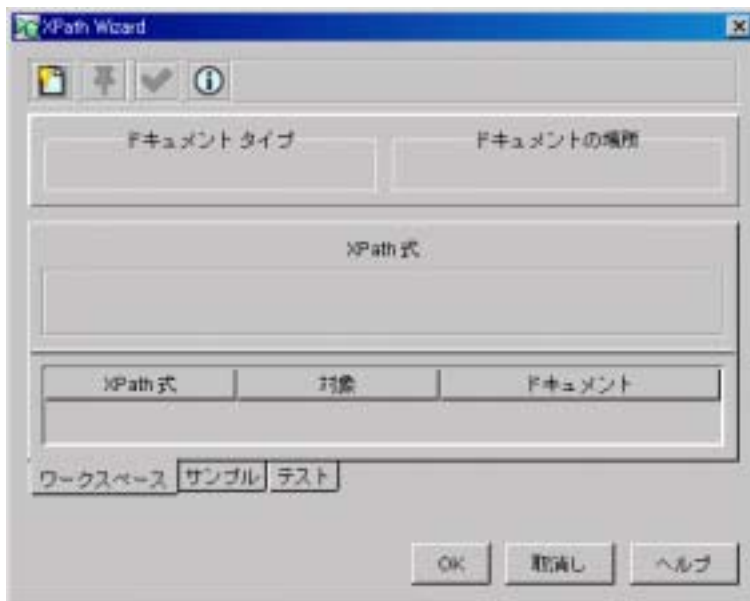 XPath Wizard
ドキュメント タイプ
ドキュメントの場所
XPath 式
XPath 式
対象
ドキュメント
ワークスペース
サンプル
テスト
OK
取消し
ヘルプ